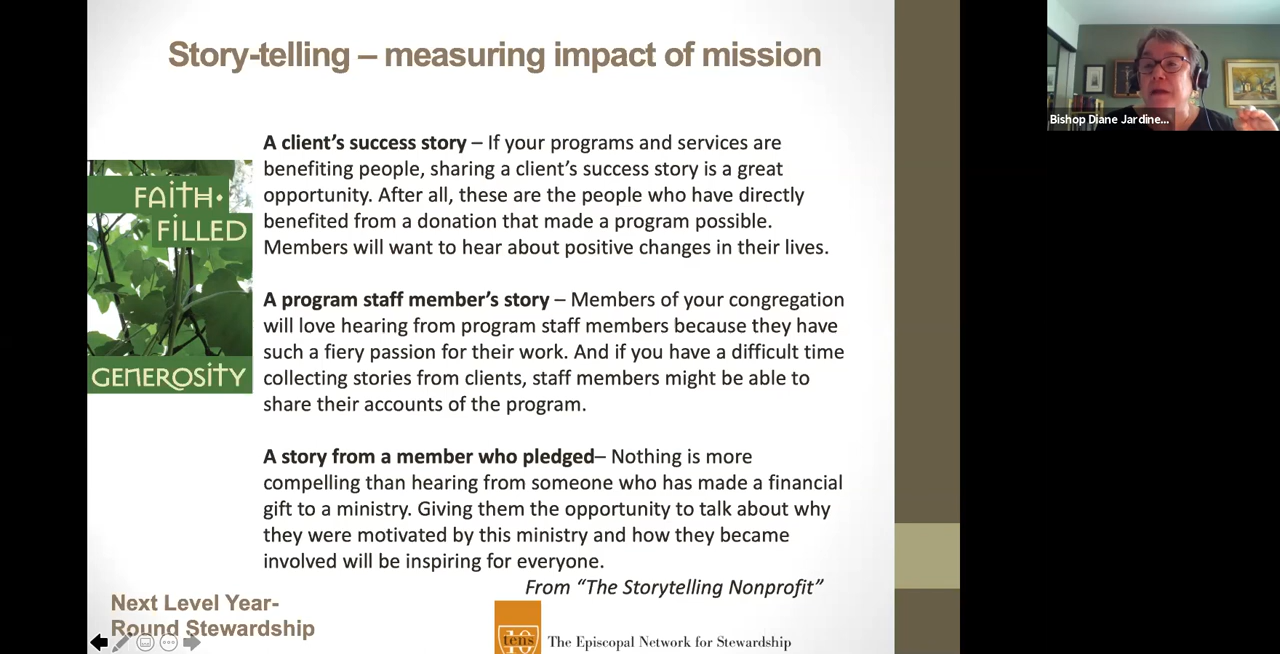 Story-telling – measuring impact of mission
Bishop Diane Jardine...
A client's success story – If your programs and services are
benefiting people, sharing a client's success story is a great
opportunity. After all, these are the people who have directly
benefited from a donation that made a program possible.
Members will want to hear about positive changes in their lives.
FAITH·
FILLED
GENEROSITY
A program staff member's story – Members of your congregation
will love hearing from program staff members because they have
such a fiery passion for their work. And if you have a difficult time
collecting stories from clients, staff members might be able to
share their accounts of the program.
A story from a member who pledged– Nothing is more
compelling than hearing from someone who has made a financial
gift to a ministry. Giving them the opportunity to talk about why
they were motivated by this ministry and how they became
involved will be inspiring for everyone.
From “The Storytelling Nonprofit”
Next Level Year-
Round Stewardship
tens
The Episcopal Network for Stewardship